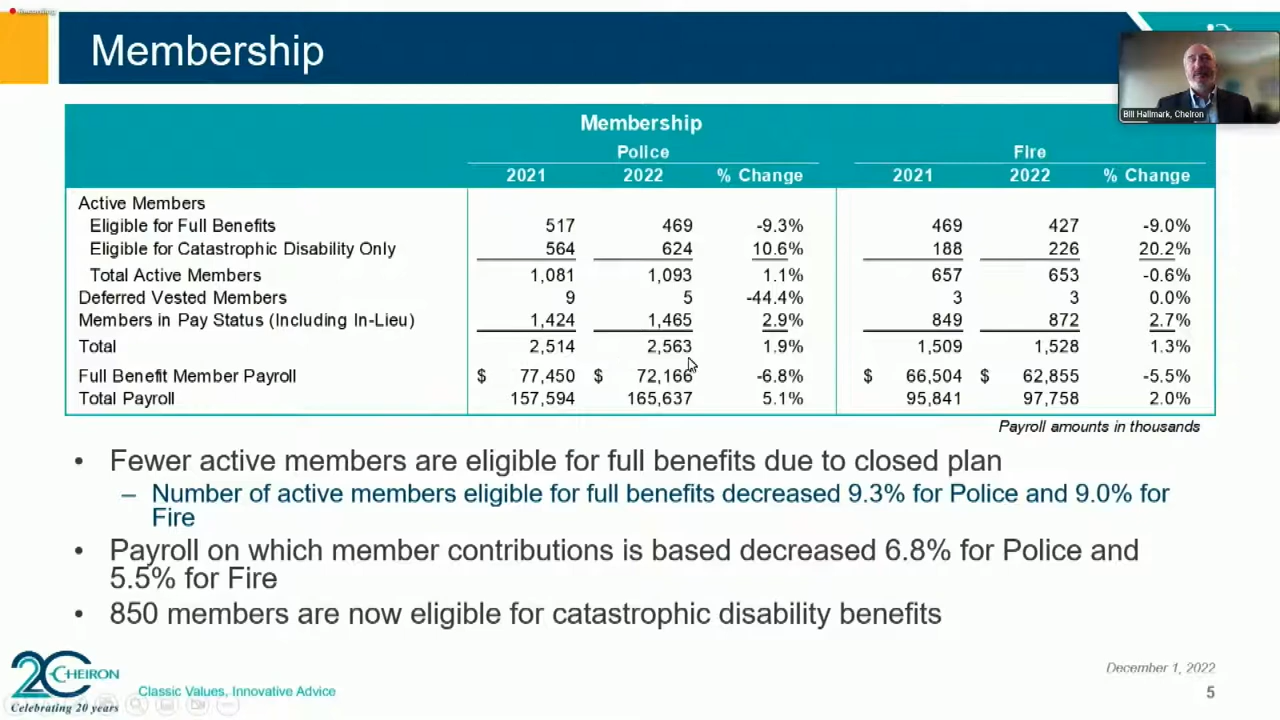 Recording
Membership
Bill Hallmark, Cheiron
Membership
Police Fire
2021 2022 % Change 2021 2022 % Change
Active Members
Eligible for Full Benefits 517 469 -9.3% 469 427 -9.0%
Eligible for Catastrophic Disability Only 564 624 10.6% 188 226 20.2%
Total Active Members 1,081 1,093 1.1% 657 653 -0.6%
Deferred Vested Members 9 5 -44.4% 3 3 0.0%
Members in Pay Status (Including In-Lieu) 1,424 1,465 2.9% 849 872 2.7%
Total 2,514 2,563 1.9% 1,509 1,528 1.3%
Full Benefit Member Payroll $ 77,450 $ 72,166 -6.8% $ 66,504 $ 62,855 -5.5%
Total Payroll 157,594 165,637 5.1% 95,841 97,758 2.0%
Payroll amounts in thousands
• Fewer active members are eligible for full benefits due to closed plan
– Number of active members eligible for full benefits decreased 9.3% for Police and 9.0% for
Fire
• Payroll on which member contributions is based decreased 6.8% for Police and
5.5% for Fire
• 850 members are now eligible for catastrophic disability benefits
December 1, 2022
20 CHEIRON
Classic Values, Innovative Advice
5
Celebrating 20 years